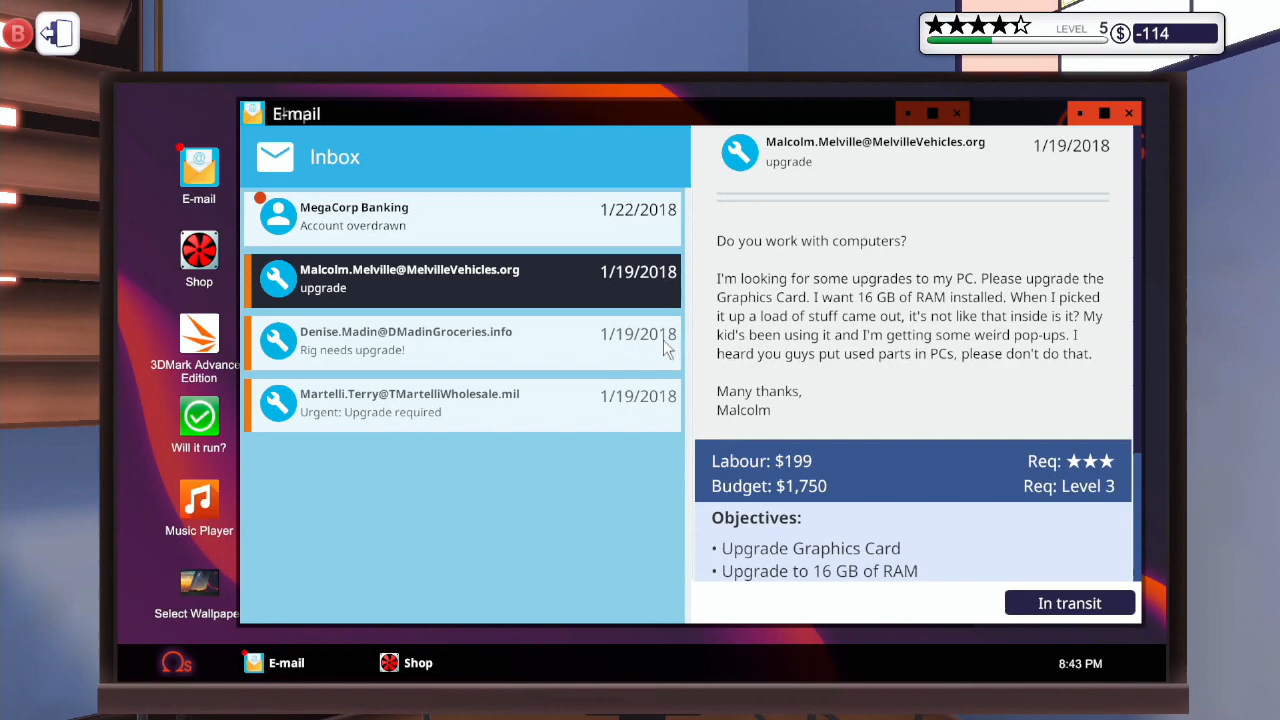 B
LEVEL 5 $ -114
E-mail
Inbox
MegaCorp Banking 1/22/2018
Account overdrawn
Malcolm.Melville@MelvilleVehicles.org 1/19/2018
upgrade
Denise.Madin@DMadinGroceries.info 1/19/2018
Rig needs upgrade!
Martelli.Terry@TMartelliWholesale.mil 1/19/2018
Urgent: Upgrade required
Malcolm.Melville@MelvilleVehicles.org 1/19/2018
upgrade
Do you work with computers?
I'm looking for some upgrades to my PC. Please upgrade the
Graphics Card. I want 16 GB of RAM installed. When I picked
it up a load of stuff came out, it's not like that inside is it? My
kid's been using it and I'm getting some weird pop-ups. I
heard you guys put used parts in PCs, please don't do that.
Many thanks,
Malcolm
Labour: $199 Req: ★★★
Budget: $1,750 Req: Level 3
Objectives:
• Upgrade Graphics Card
• Upgrade to 16 GB of RAM
In transit
E-mail
Shop
3DMark Advance
Edition
Will it run?
Music Player
Select Wallpape
Ωs E-mail Shop 8:43 PM